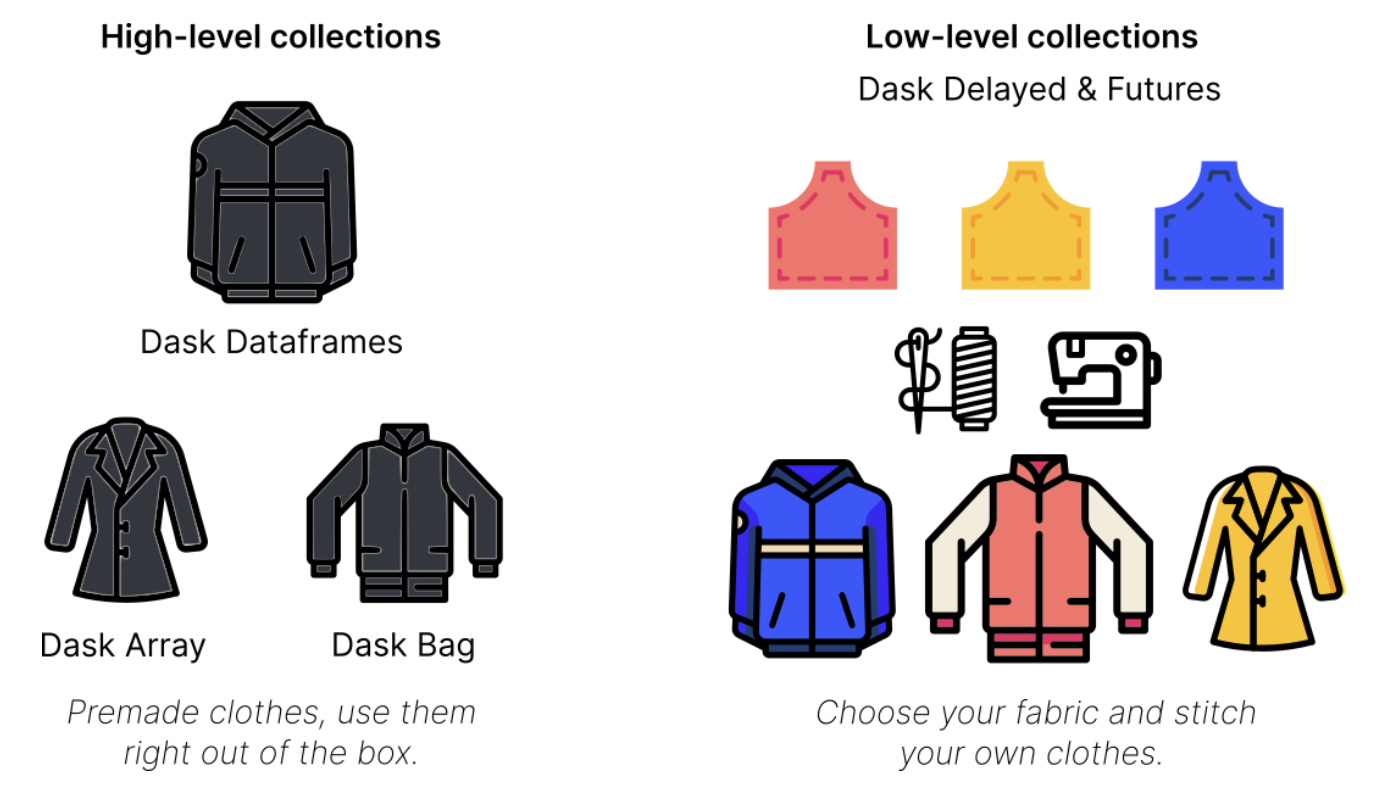 High-level collections
Dask Dataframes
Dask Array
Dask Bag
Premade clothes, use them
right out of the box.
Low-level collections
Dask Delayed & Futures
Choose your fabric and stitch
your own clothes.